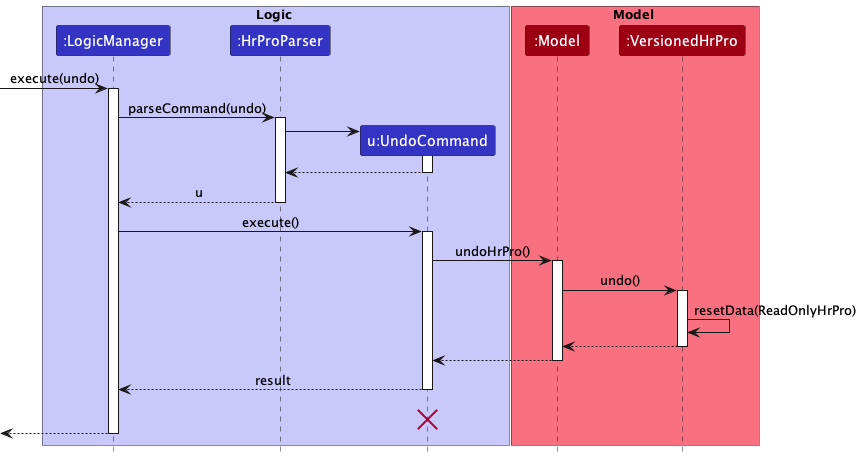 Logic
Model
:LogicManager
:HrProParser
:Model
:VersionedHrPro
execute(undo)
parseCommand(undo)
u:UndoCommand
u
execute()
undoHrPro()
undo()
resetData(ReadOnlyHrPro)
result